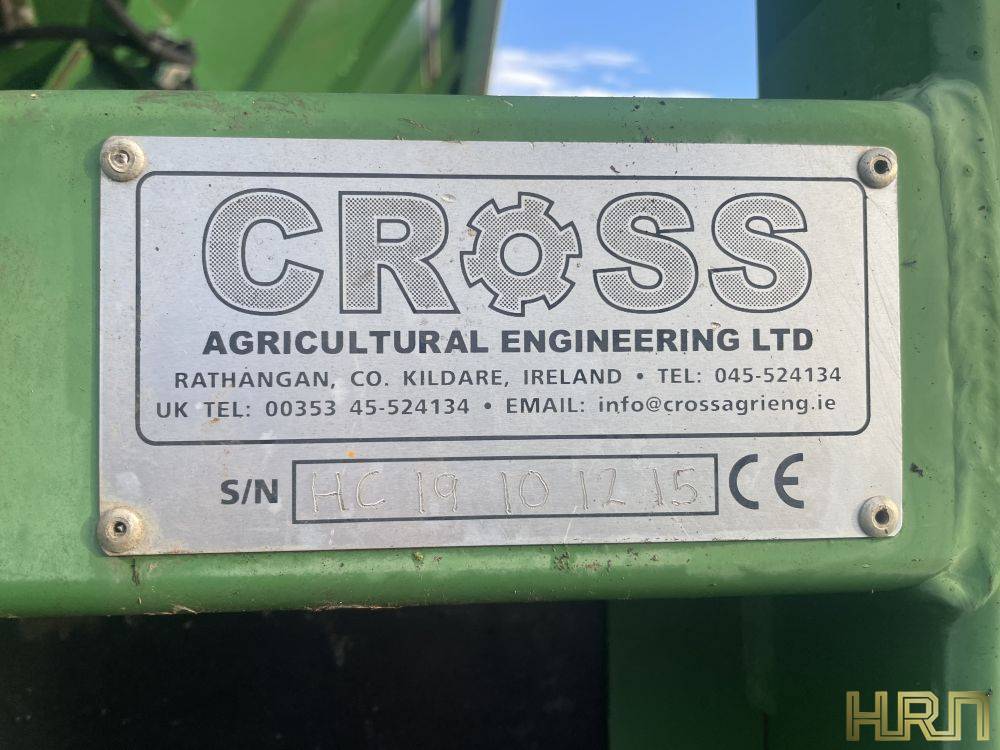 CROSS
AGRICULTURAL ENGINEERING LTD
RATHANGAN, CO. KILDARE, IRELAND • TEL: 045-524134
UK TEL: 00353 45-524134 • EMAIL: info@crossagrieng.ie
S/N HC 19 10 12 15 CE
HRN